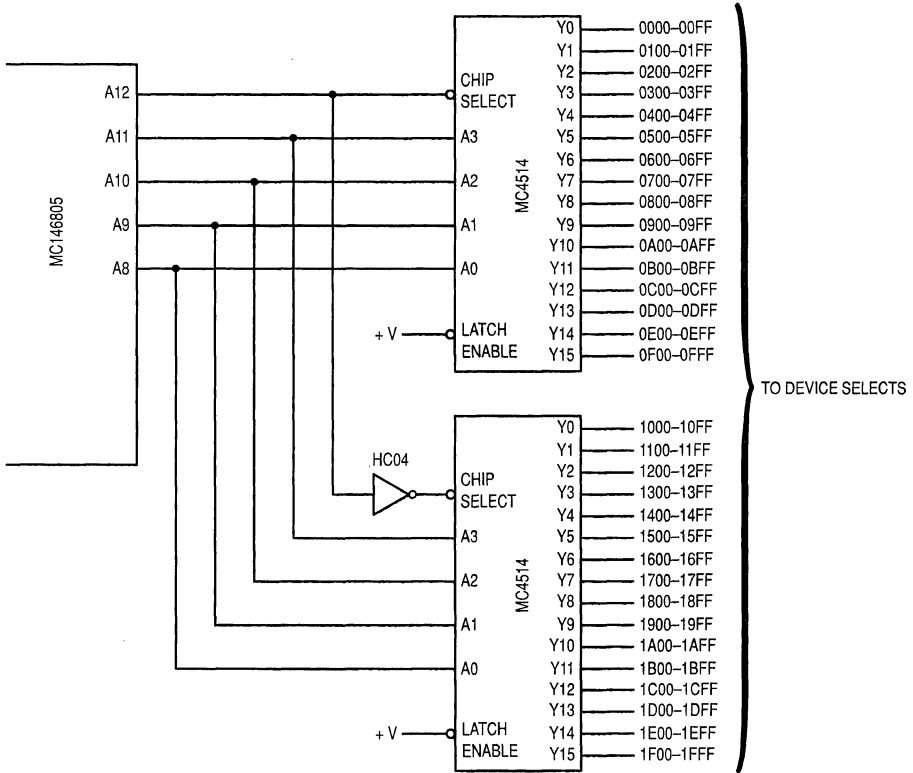 MC146805
A12
A11
A10
A9
A8
CHIP
SELECT
A3
A2
A1
A0
+ V
LATCH
ENABLE
MC4514
Y0 0000–00FF
Y1 0100–01FF
Y2 0200–02FF
Y3 0300–03FF
Y4 0400–04FF
Y5 0500–05FF
Y6 0600–06FF
Y7 0700–07FF
Y8 0800–08FF
Y9 0900–09FF
Y10 0A00–0AFF
Y11 0B00–0BFF
Y12 0C00–0CFF
Y13 0D00–0DFF
Y14 0E00–0EFF
Y15 0F00–0FFF
TO DEVICE SELECTS
HC04
CHIP
SELECT
A3
A2
A1
A0
+ V
LATCH
ENABLE
MC4514
Y0 1000–10FF
Y1 1100–11FF
Y2 1200–12FF
Y3 1300–13FF
Y4 1400–14FF
Y5 1500–15FF
Y6 1600–16FF
Y7 1700–17FF
Y8 1800–18FF
Y9 1900–19FF
Y10 1A00–1AFF
Y11 1B00–1BFF
Y12 1C00–1CFF
Y13 1D00–1DFF
Y14 1E00–1EFF
Y15 1F00–1FFF